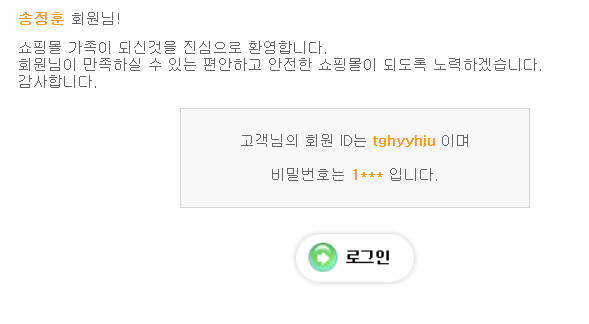 송정훈 회원님!
쇼핑몰 가족이 되신것을 진심으로 환영합니다.
회원님이 만족하실 수 있는 편안하고 안전한 쇼핑몰이 되도록 노력하겠습니다.
감사합니다.
고객님의 회원 ID는 tghyyhju 이며
비밀번호는 1*** 입니다.
로그인